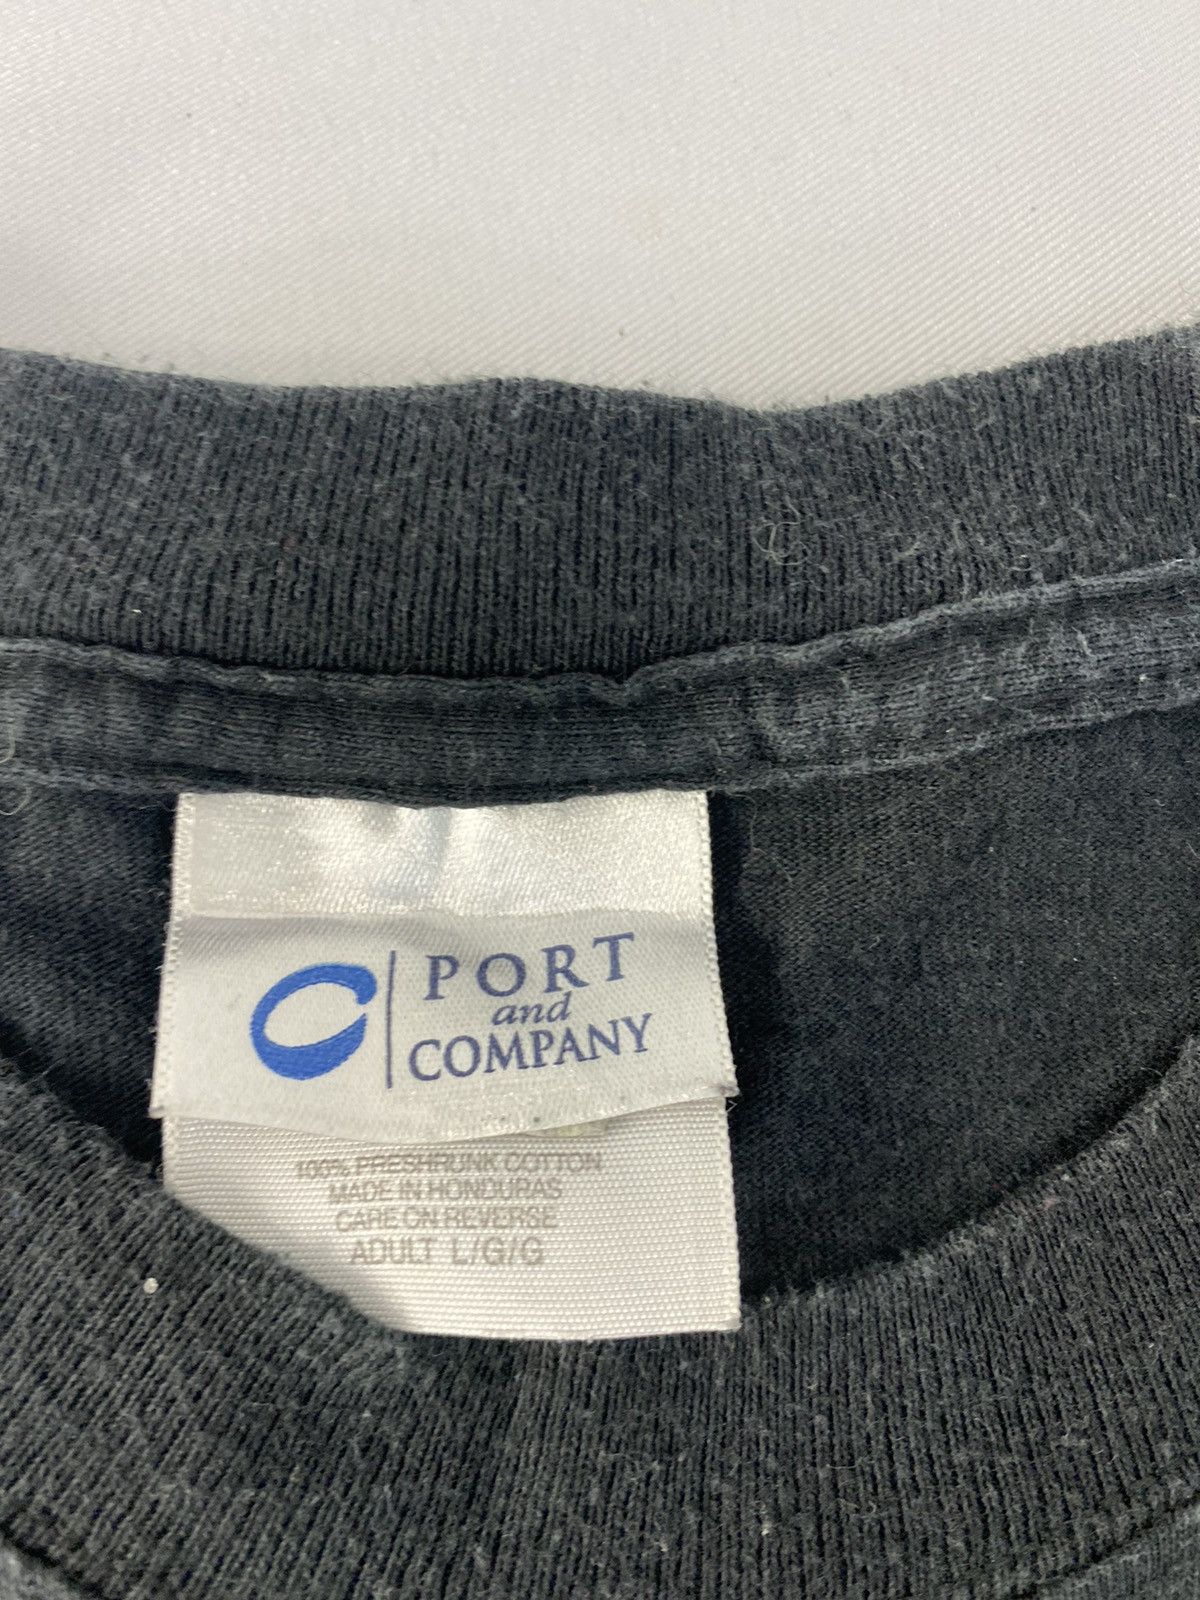 PORT
and
COMPANY
100% PRESHRUNK COTTON
MADE IN HONDURAS
CARE ON REVERSE
ADULT L/G/G